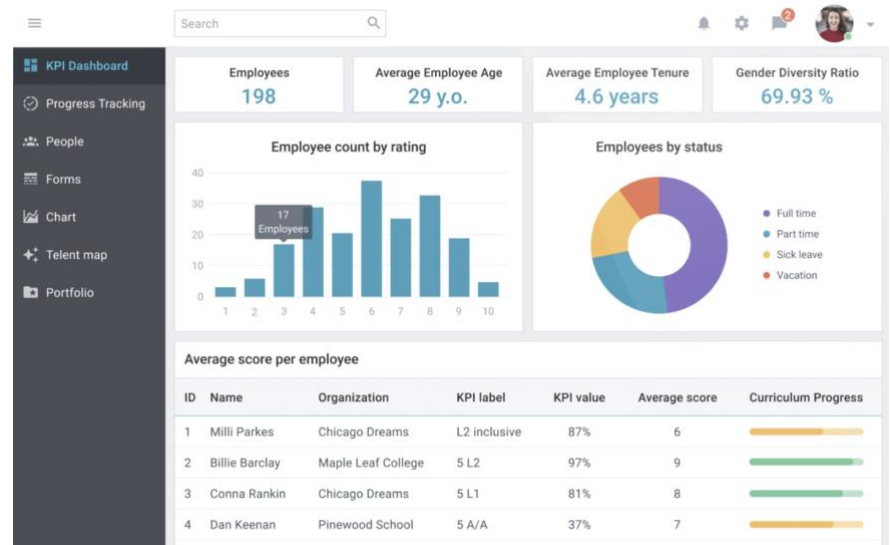 Search
2
KPI Dashboard
Progress Tracking
People
Forms
Chart
Telent map
Portfolio
Employees
198
Average Employee Age
29 y.o.
Average Employee Tenure
4.6 years
Gender Diversity Ratio
69.93 %
Employee count by rating
40
30
20
10
0
17
Employees
1 2 3 4 5 6 7 8 9 10
Employees by status
Full time
Part time
Sick leave
Vacation
Average score per employee
ID Name Organization KPI label KPI value Average score Curriculum Progress
1 Milli Parkes Chicago Dreams L2 inclusive 87% 6
2 Billie Barclay Maple Leaf College 5 L2 97% 9
3 Conna Rankin Chicago Dreams 5 L1 81% 8
4 Dan Keenan Pinewood School 5 A/A 37% 7